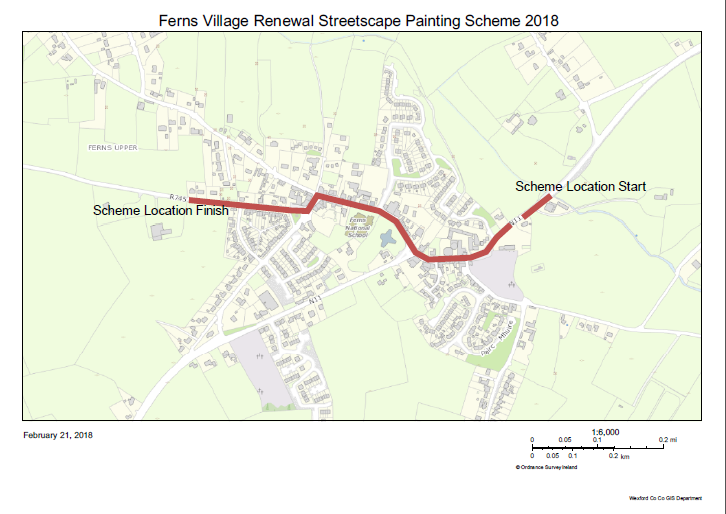 Ferns Village Renewal Streetscape Painting Scheme 2018
FERNS UPPER
Scheme Location Start
R745
Scheme Location Finish
N11
Ferns
National
School
N11
February 21, 2018
1:6,000
0 0.05 0.1 0.2 mi
0 0.05 0.1 0.2 km
© Ordnance Survey Ireland
Wexford Co Co GIS Department